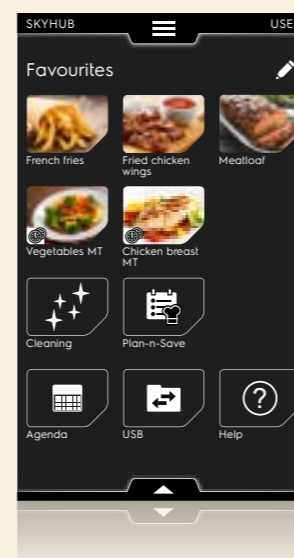 SKYHUB
USE
Favourites
French fries
Fried chicken
wings
Meatloaf
Vegetables MT
Chicken breast
MT
Cleaning
Plan-n-Save
Agenda
USB
Help
?